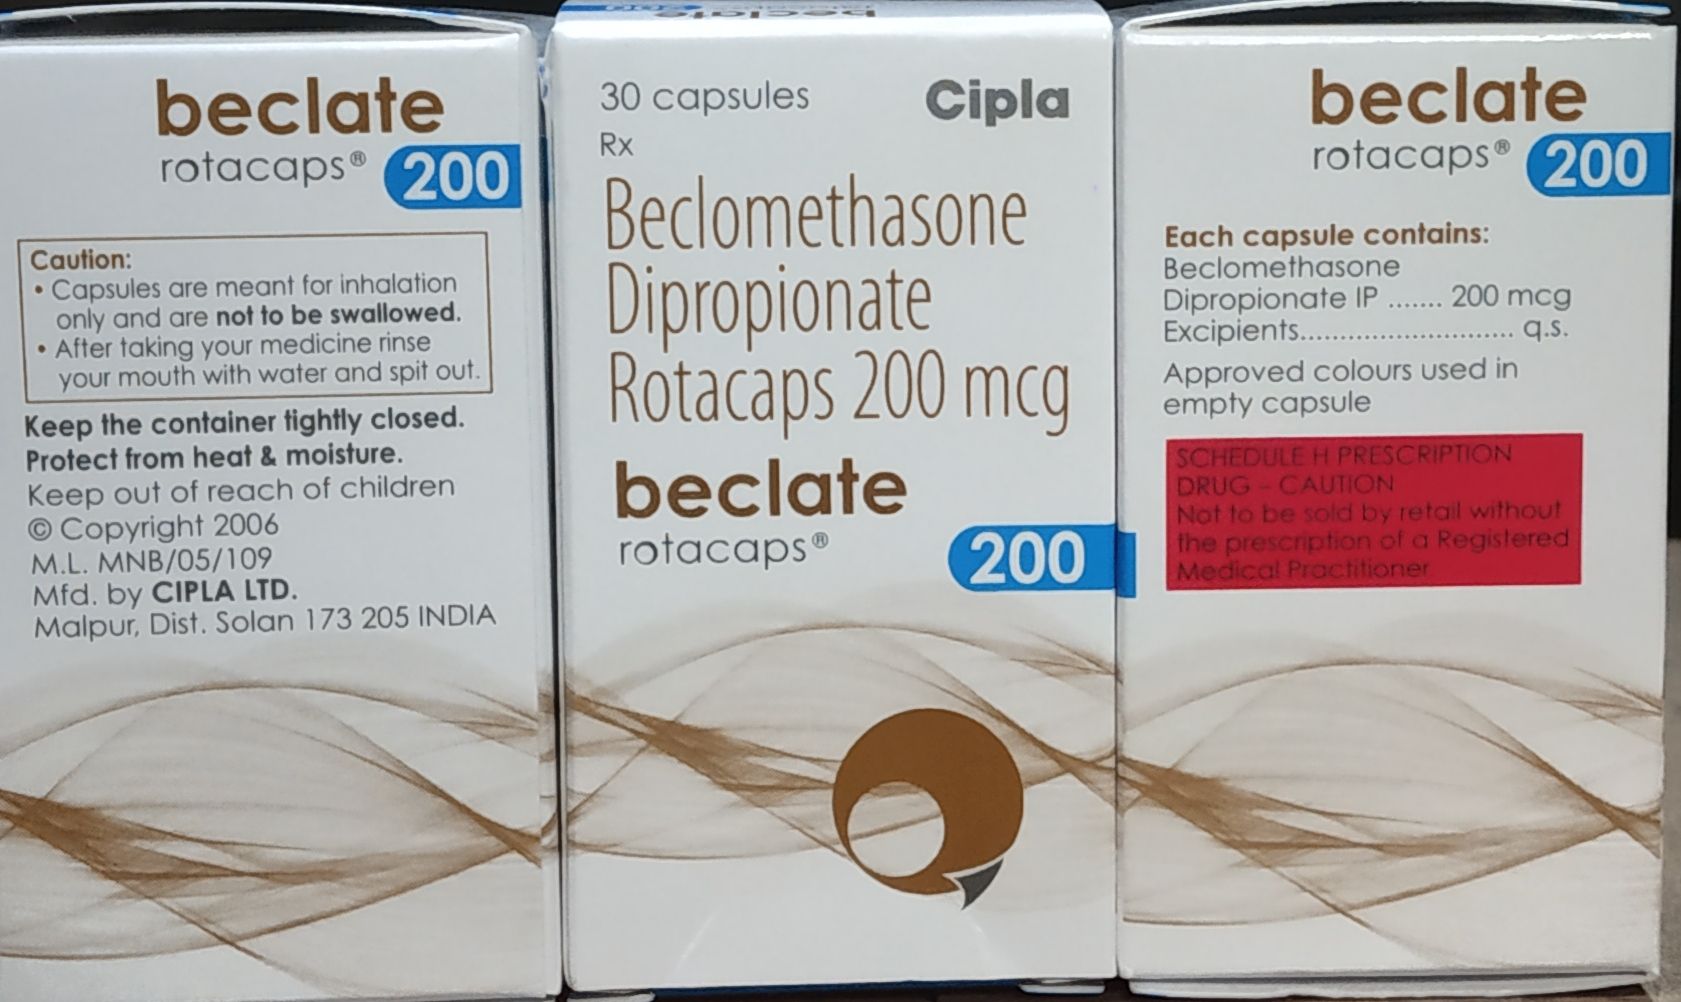 beclate
rotacaps® 200
Caution:
• Capsules are meant for inhalation
only and are not to be swallowed.
• After taking your medicine rinse
your mouth with water and spit out.
Keep the container tightly closed.
Protect from heat & moisture.
Keep out of reach of children
© Copyright 2006
M.L. MNB/05/109
Mfd. by CIPLA LTD.
Malpur, Dist. Solan 173 205 INDIA
beclate
200
30 capsules
Cipla
Rx
Beclomethasone
Dipropionate
Rotacaps 200 mcg
beclate
rotacaps®
200
beclate
rotacaps® 200
Each capsule contains:
Beclomethasone
Dipropionate IP ....... 200 mcg
Excipients........................... q.s.
Approved colours used in
empty capsule
SCHEDULE H PRESCRIPTION
DRUG – CAUTION
Not to be sold by retail without
the prescription of a Registered
Medical Practitioner